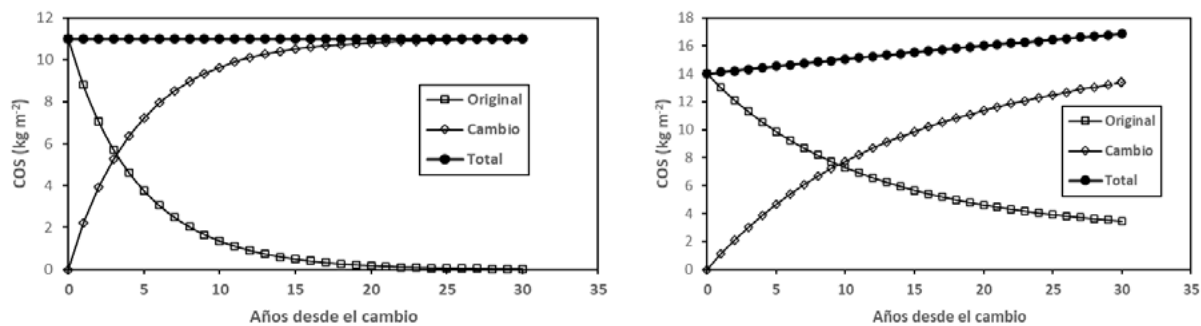 12
10
8
6
4
2
0
COS (kg m⁻²)
0 5 10 15 20 25 30 35
Años desde el cambio
Original
Cambio
Total
18
16
14
12
10
8
6
4
2
0
COS (kg m⁻²)
0 5 10 15 20 25 30 35
Años desde el cambio
Original
Cambio
Total